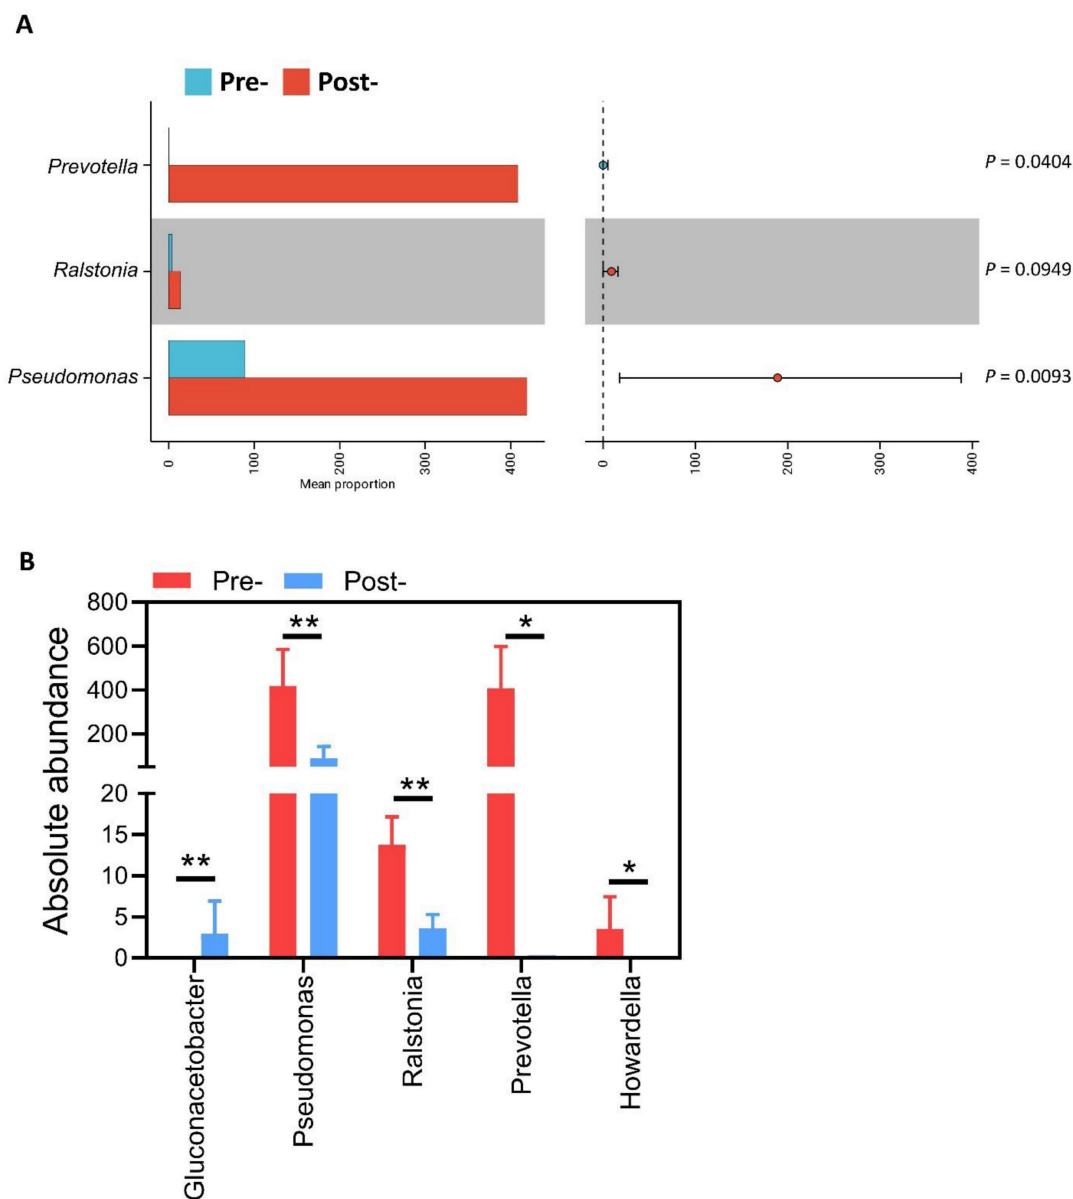 A
Pre- Post-
Prevotella
P = 0.0404
Ralstonia
P = 0.0949
Pseudomonas
P = 0.0093
0 100 200 300 400
0 100 200 300 400
Mean proportion
B
Pre- Post-
Absolute abundance
800
600
400
200
20
15
10
5
0
** ** ** * *
Gluconacetobacter
Pseudomonas
Ralstonia
Prevotella
Howardella